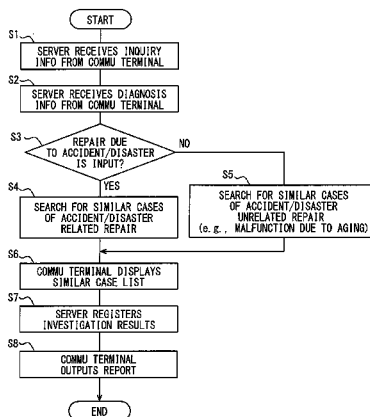 START
S1
SERVER RECEIVES INQUIRY
INFO FROM COMMU TERMINAL
S2
SERVER RECEIVES DIAGNOSIS
INFO FROM COMMU TERMINAL
S3
REPAIR DUE
TO ACCIDENT/DISASTER
IS INPUT?
NO
YES
S4
SEARCH FOR SIMILAR CASES
OF ACCIDENT/DISASTER
RELATED REPAIR
S5
SEARCH FOR SIMILAR CASES
OF ACCIDENT/DISASTER
UNRELATED REPAIR
(e.g., MALFUNCTION DUE TO AGING)
S6
COMMU TERMINAL DISPLAYS
SIMILAR CASE LIST
S7
SERVER REGISTERS
INVESTIGATION RESULTS
S8
COMMU TERMINAL
OUTPUTS REPORT
END